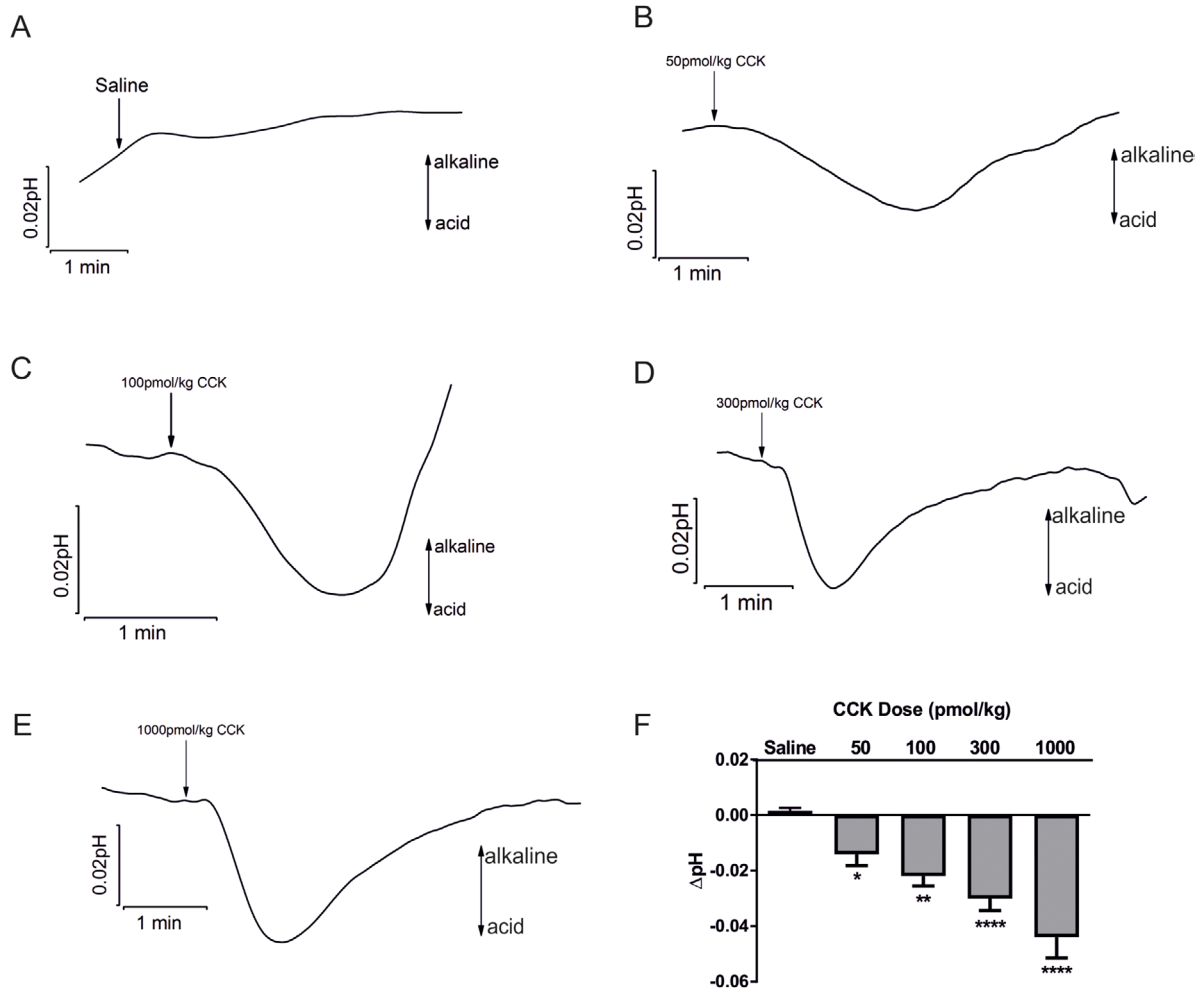 A
Saline
alkaline
acid
0.02pH
1 min
B
50pmol/kg CCK
alkaline
acid
0.02pH
1 min
C
100pmol/kg CCK
alkaline
acid
0.02pH
1 min
D
300pmol/kg CCK
alkaline
acid
0.02pH
1 min
E
1000pmol/kg CCK
alkaline
acid
0.02pH
1 min
F
CCK Dose (pmol/kg)
Saline 50 100 300 1000
0.02
0.00
-0.02
-0.04
-0.06
ΔpH
* ** **** ****